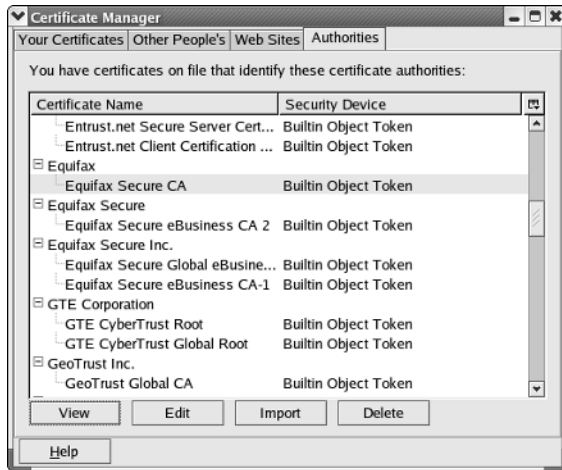 Certificate Manager
Your Certificates Other People's Web Sites Authorities
You have certificates on file that identify these certificate authorities:
Certificate Name Security Device
Entrust.net Secure Server Cert... Builtin Object Token
Entrust.net Client Certification ... Builtin Object Token
Equifax
Equifax Secure CA Builtin Object Token
Equifax Secure
Equifax Secure eBusiness CA 2 Builtin Object Token
Equifax Secure Inc.
Equifax Secure Global eBusine... Builtin Object Token
Equifax Secure eBusiness CA-1 Builtin Object Token
GTE Corporation
GTE CyberTrust Root Builtin Object Token
GTE CyberTrust Global Root Builtin Object Token
GeoTrust Inc.
GeoTrust Global CA Builtin Object Token
View Edit Import Delete
Help